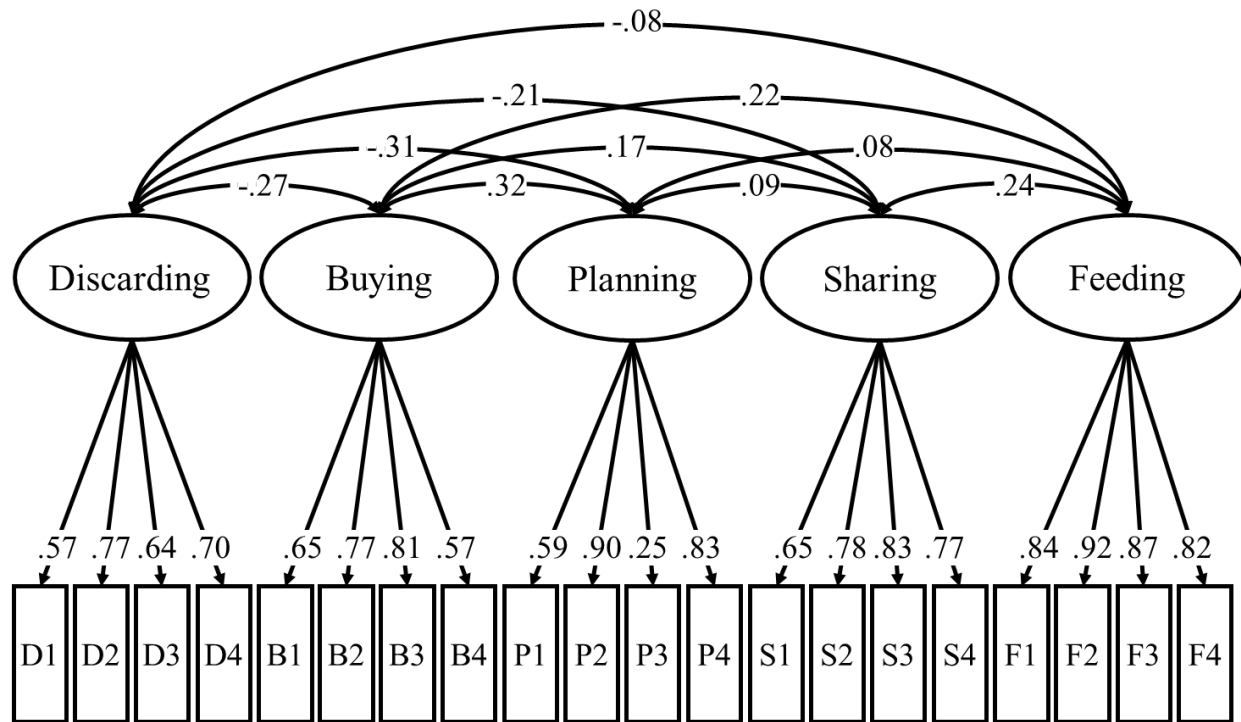 -.08
-.21 .22
-.31 .17 .08
-.27 .32 .09 .24
Discarding Buying Planning Sharing Feeding
.57 .77 .64 .70 .65 .77 .81 .57 .59 .90 .25 .83 .65 .78 .83 .77 .84 .92 .87 .82
D1 D2 D3 D4 B1 B2 B3 B4 P1 P2 P3 P4 S1 S2 S3 S4 F1 F2 F3 F4